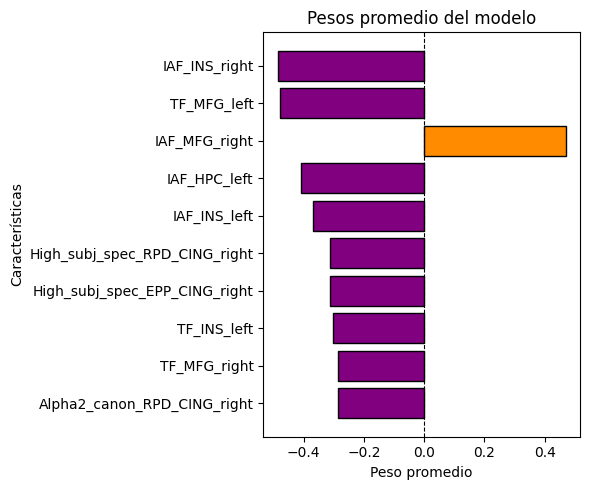 Pesos promedio del modelo
IAF_INS_right
TF_MFG_left
IAF_MFG_right
IAF_HPC_left
IAF_INS_left
High_subj_spec_RPD_CING_right
High_subj_spec_EPP_CING_right
TF_INS_left
TF_MFG_right
Alpha2_canon_RPD_CING_right
Características
−0.4 −0.2 0.0 0.2 0.4
Peso promedio